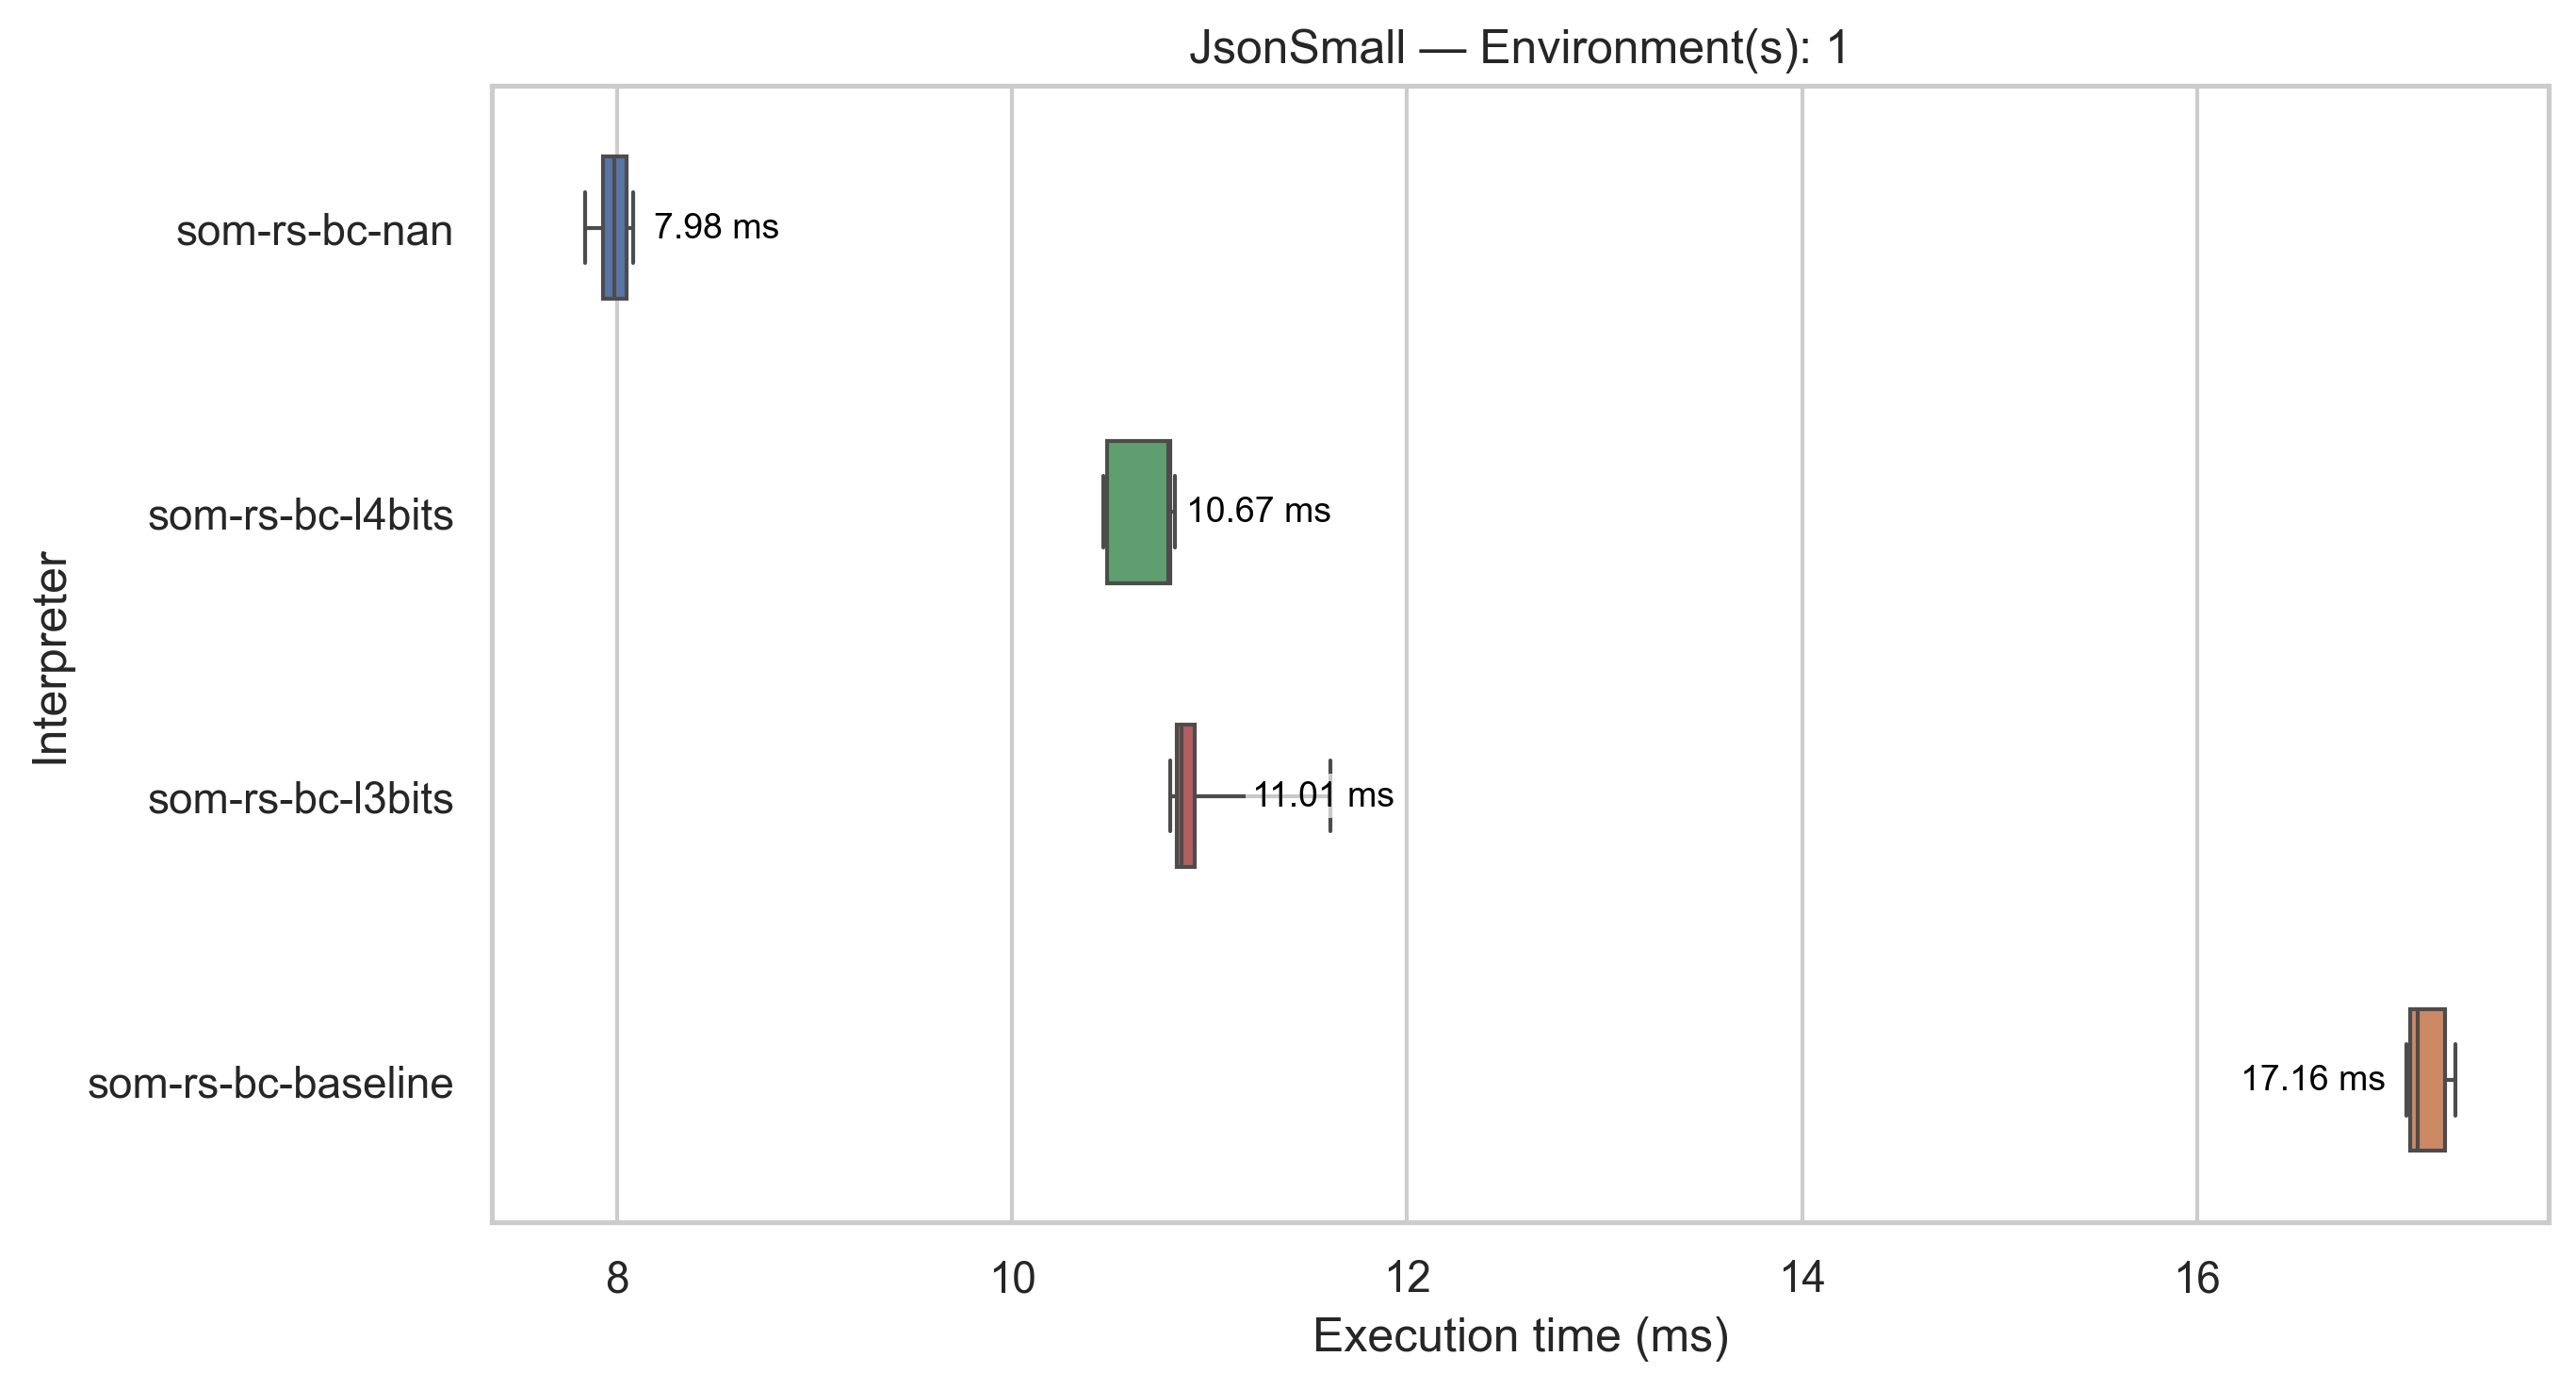 JsonSmall — Environment(s): 1
Interpreter
som-rs-bc-nan
7.98 ms
som-rs-bc-l4bits
10.67 ms
som-rs-bc-l3bits
11.01 ms
som-rs-bc-baseline
17.16 ms
8 10 12 14 16
Execution time (ms)